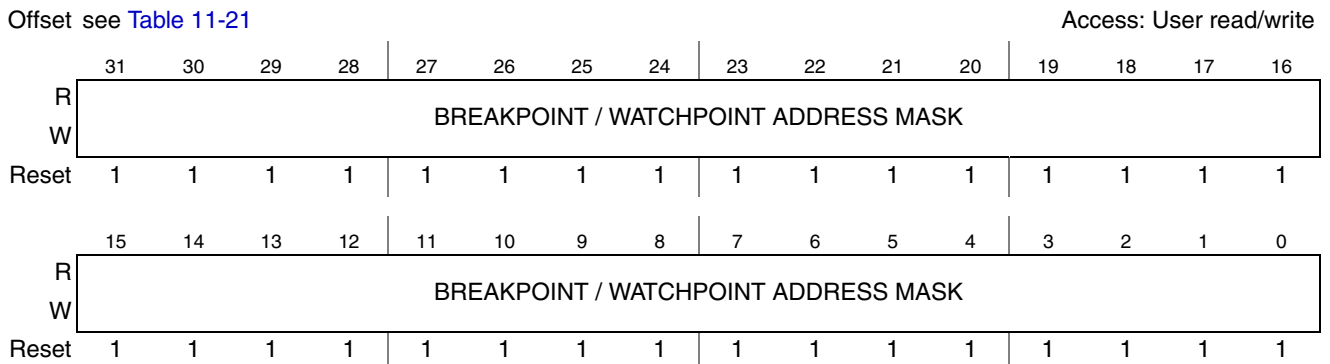 Offset see Table 11-21 Access: User read/write
31 30 29 28 27 26 25 24 23 22 21 20 19 18 17 16
R
BREAKPOINT / WATCHPOINT ADDRESS MASK
W
Reset 1 1 1 1 1 1 1 1 1 1 1 1 1 1 1 1
15 14 13 12 11 10 9 8 7 6 5 4 3 2 1 0
R
BREAKPOINT / WATCHPOINT ADDRESS MASK
W
Reset 1 1 1 1 1 1 1 1 1 1 1 1 1 1 1 1